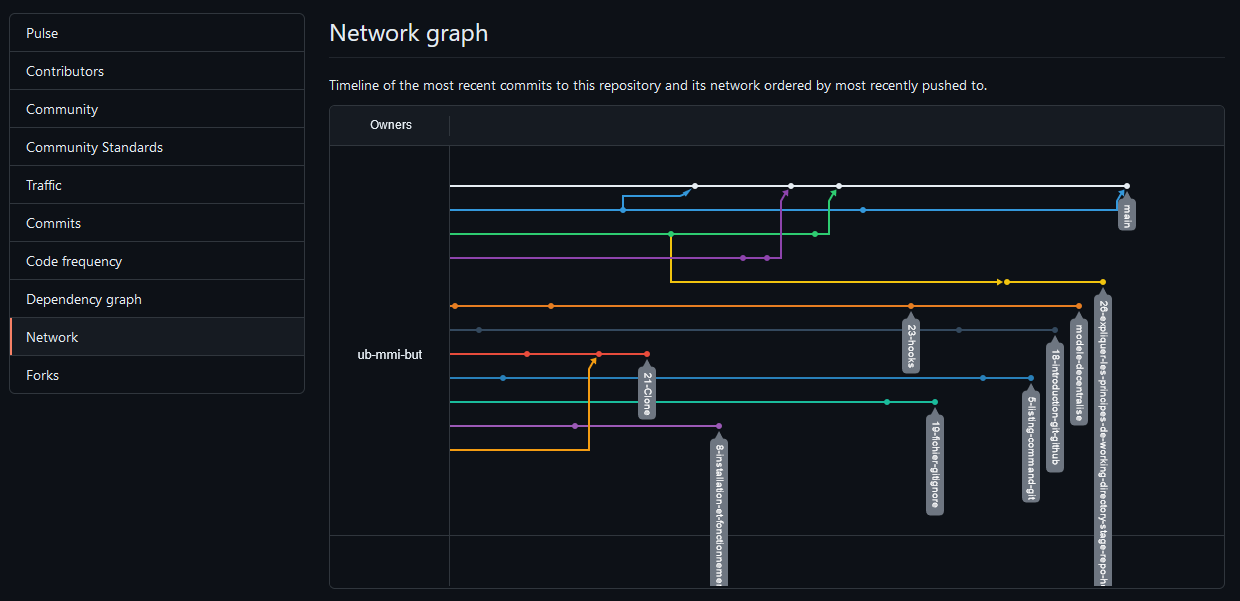 Pulse
Contributors
Community
Community Standards
Traffic
Commits
Code frequency
Dependency graph
Network
Forks
Network graph
Timeline of the most recent commits to this repository and its network ordered by most recently pushed to.
Owners
ub-mmi-but
main
26-expliquer-les-principes-de-working-directory-stage-repo-h
modele-decentralise
23-hooks
18-introduction-git-github
21-Clone
5-listing-command-git
19-fichier-gitignore
8-installation-et-fonctionnemen